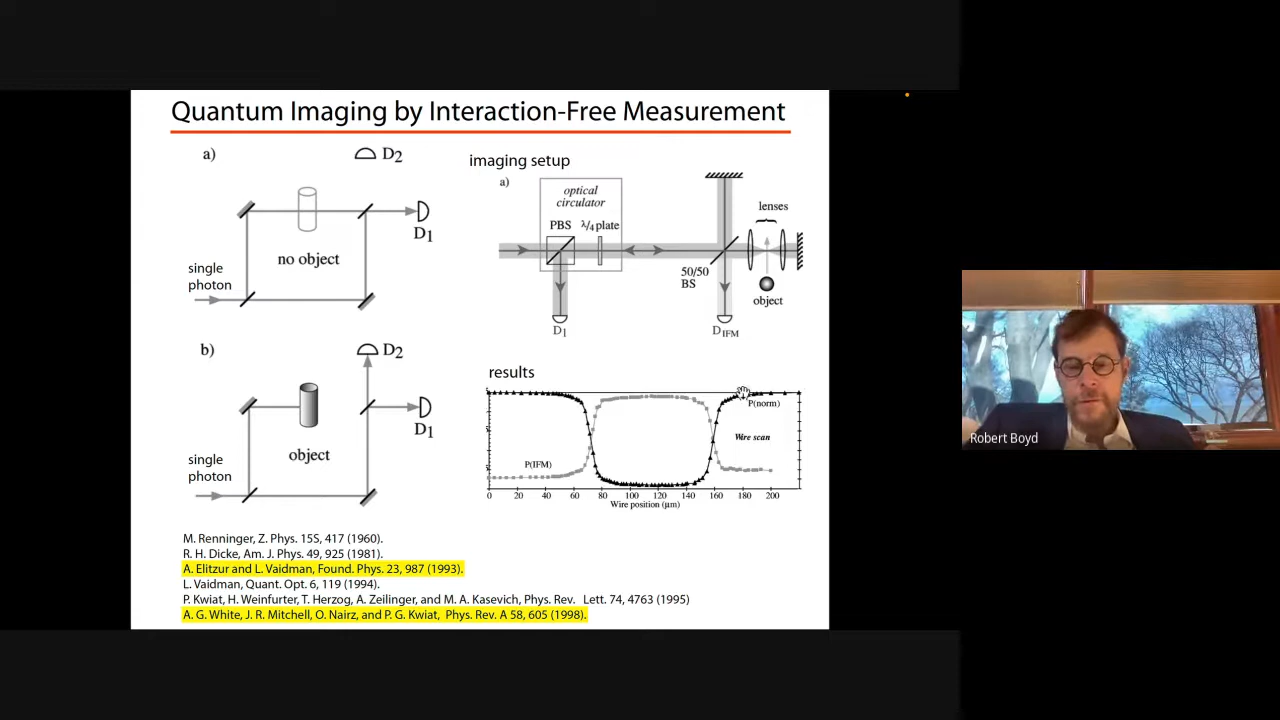 Quantum Imaging by Interaction-Free Measurement
a)
D2
D1
no object
single
photon
b)
D2
D1
object
single
photon
imaging setup
a)
optical
circulator
PBS
λ/4 plate
lenses
50/50
BS
object
D1
DIFM
results
P(norm)
Wire scan
P(IFM)
0 20 40 60 80 100 120 140 160 180 200
Wire position (µm)
M. Renninger, Z. Phys. 15S, 417 (1960).
R. H. Dicke, Am. J. Phys. 49, 925 (1981).
A. Elitzur and L. Vaidman, Found. Phys. 23, 987 (1993).
L. Vaidman, Quant. Opt. 6, 119 (1994).
P. Kwiat, H. Weinfurter, T. Herzog, A. Zeilinger, and M. A. Kasevich, Phys. Rev. Lett. 74, 4763 (1995)
A. G. White, J. R. Mitchell, O. Nairz, and P. G. Kwiat, Phys. Rev. A 58, 605 (1998).
Robert Boyd